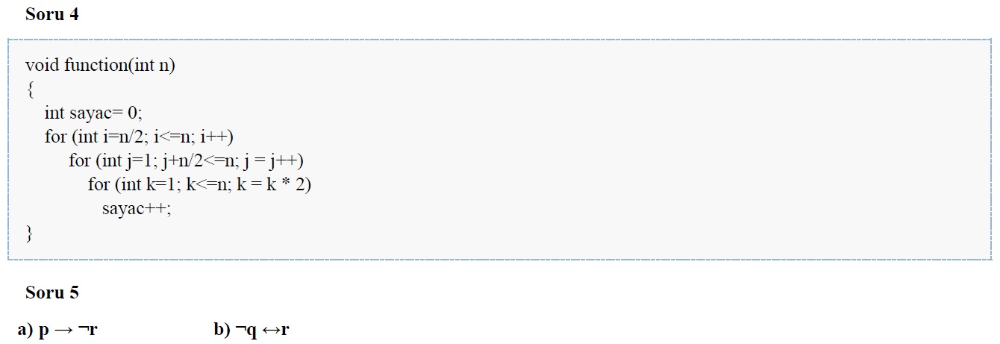 Soru 4
void function(int n)
{
int sayac= 0;
for (int i=n/2; i<=n; i++)
for (int j=1; j+n/2<=n; j = j++)
for (int k=1; k<=n; k = k * 2)
sayac++;
}
Soru 5
a) p → ¬r b) ¬q ↔r